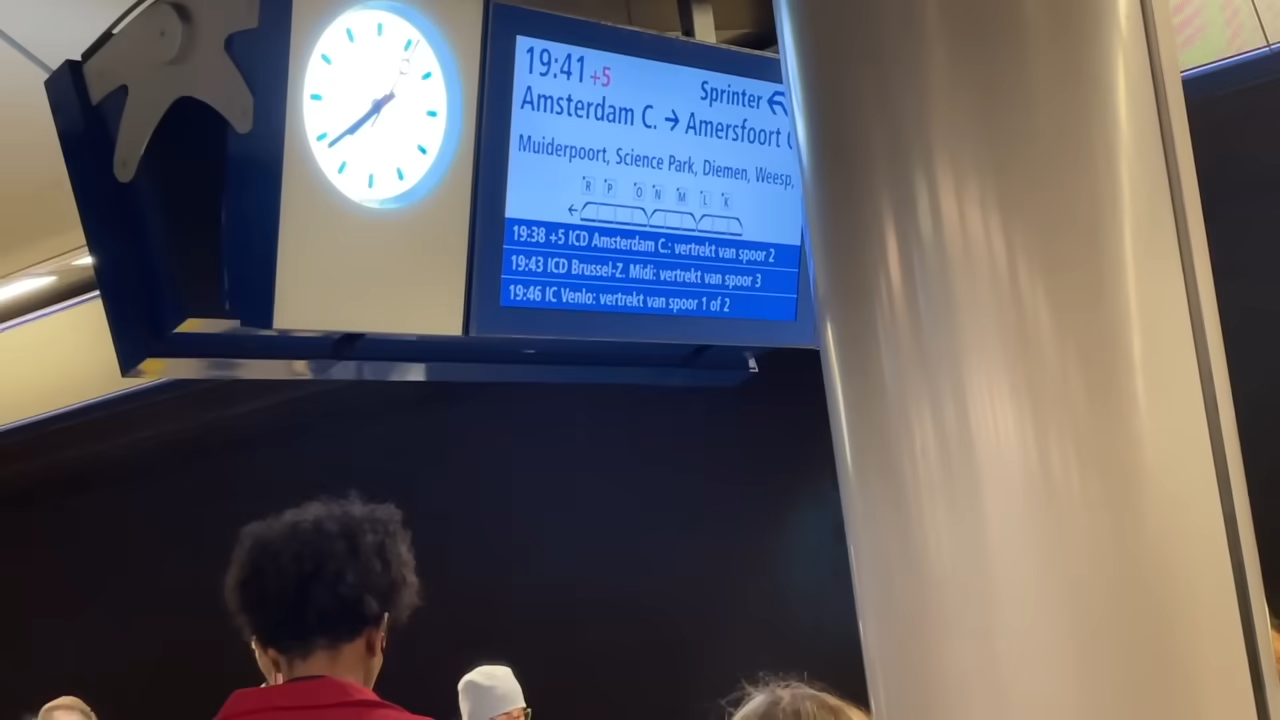 19:41 +5
Sprinter
Amsterdam C. → Amersfoort
Muiderpoort, Science Park, Diemen, Weesp,
R P O N M L K
19:38 +5 ICD Amsterdam C.: vertrekt van spoor 2
19:43 ICD Brussel-Z. Midi: vertrekt van spoor 3
19:46 IC Venlo: vertrekt van spoor 1 of 2